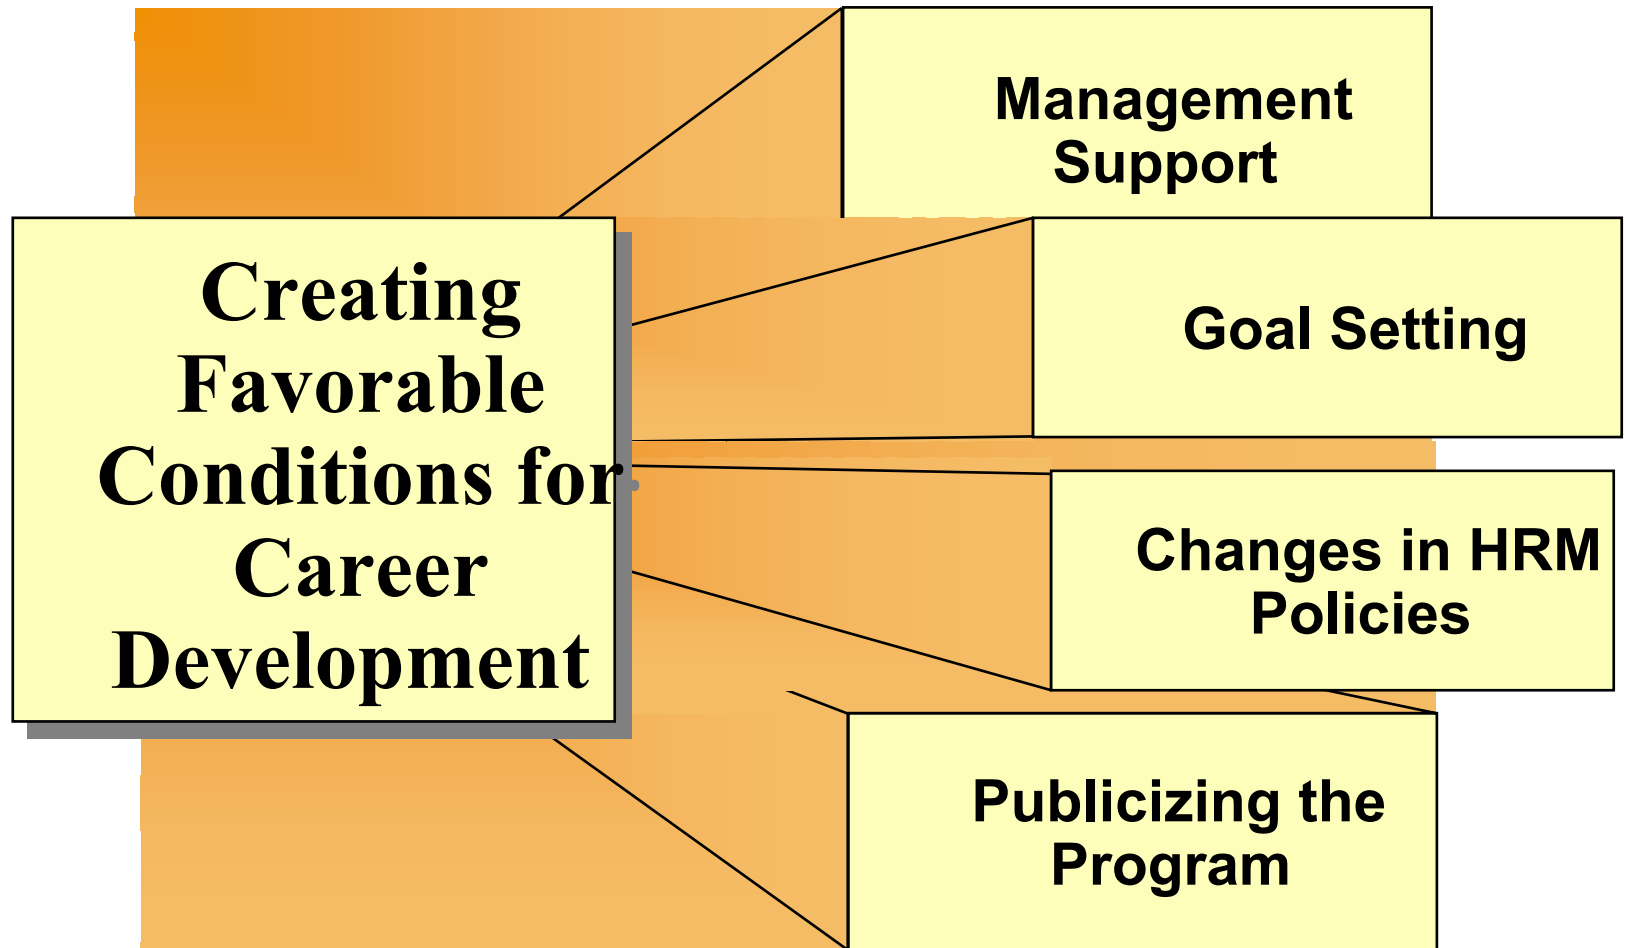 Creating
Favorable
Conditions for
Career
Development
Management
Support
Goal Setting
Changes in HRM
Policies
Publicizing the
Program